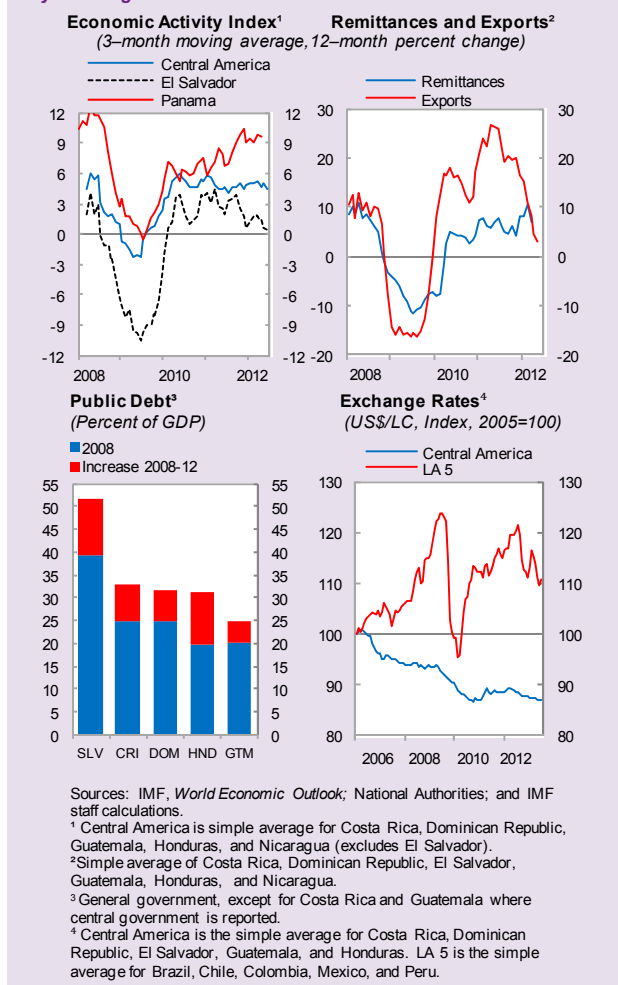 Economic Activity Index¹
Remittances and Exports²
(3–month moving average,12–month percent change)
Central America
El Salvador
Panama
Remittances
Exports
12 12 30 30
9 9
6 6 20 20
3 3 10 10
0 0 0 0
-3 -3
-6 -6 -10 -10
-9 -9
-12 -12 -20 -20
2008 2010 2012 2008 2010 2012
Public Debt³
(Percent of GDP)
2008
Increase 2008-12
55 55
50 50
45 45
40 40
35 35
30 30
25 25
20 20
15 15
10 10
5 5
0 0
SLV CRI DOM HND GTM
Exchange Rates⁴
(US$/LC, Index, 2005=100)
Central America
LA 5
130 130
120 120
110 110
100 100
90 90
80 80
2006 2008 2010 2012
Sources: IMF, World Economic Outlook; National Authorities; and IMF
staff calculations.
¹ Central America is simple average for Costa Rica, Dominican Republic,
Guatemala, Honduras, and Nicaragua (excludes El Salvador).
²Simple average of Costa Rica, Dominican Republic, El Salvador,
Guatemala, Honduras, and Nicaragua.
³ General government, except for Costa Rica and Guatemala where
central government is reported.
⁴ Central America is the simple average for Costa Rica, Dominican
Republic, El Salvador, Guatemala, and Honduras. LA 5 is the simple
average for Brazil, Chile, Colombia, Mexico, and Peru.